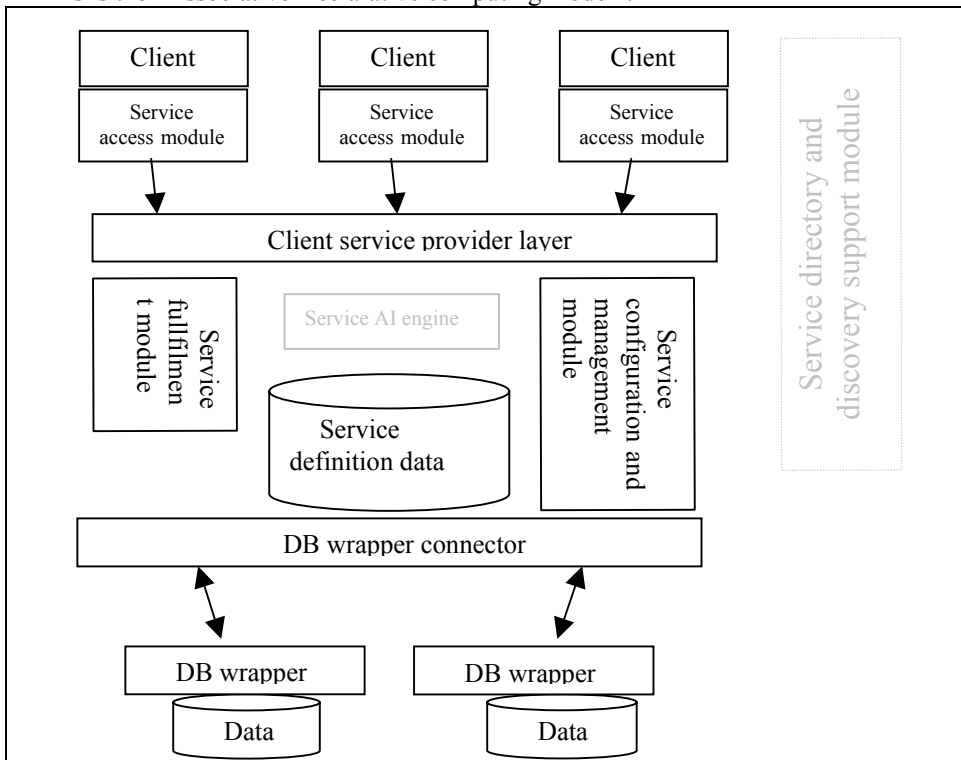 Client
Client
Client
Service
access module
Service
access module
Service
access module
Client service provider layer
Service
fullfilmen
t module
Service AI engine
Service
configuration and
management
module
Service directory and
discovery support module
Service
definition data
DB wrapper connector
DB wrapper
DB wrapper
Data
Data